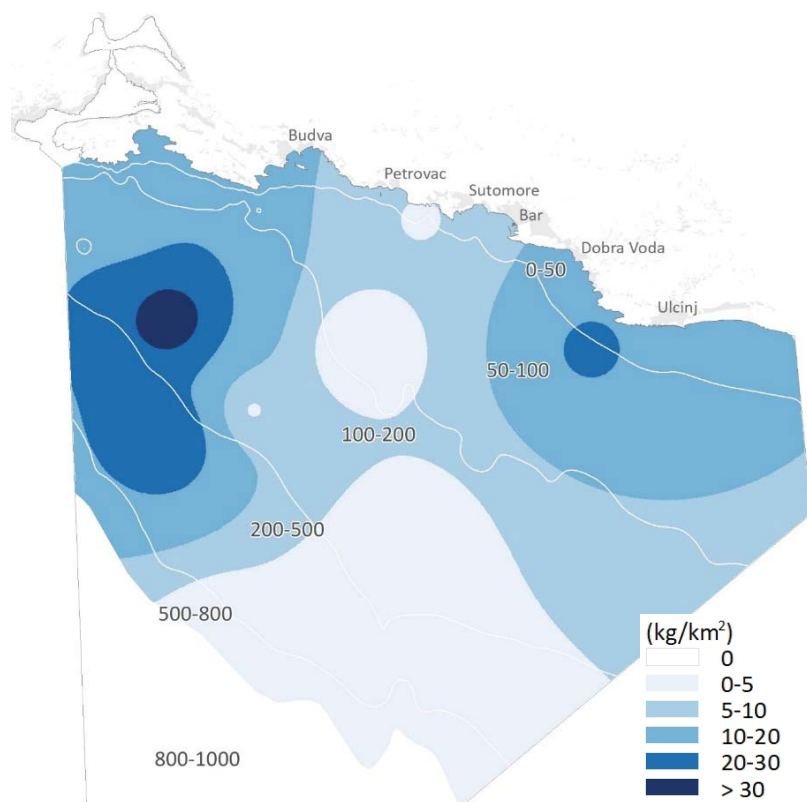 Budva
Petrovac
Sutomore
Bar
Dobra Voda
0-50
Ulcinj
50-100
100-200
200-500
500-800
800-1000
(kg/km²)
0
0-5
5-10
10-20
20-30
> 30